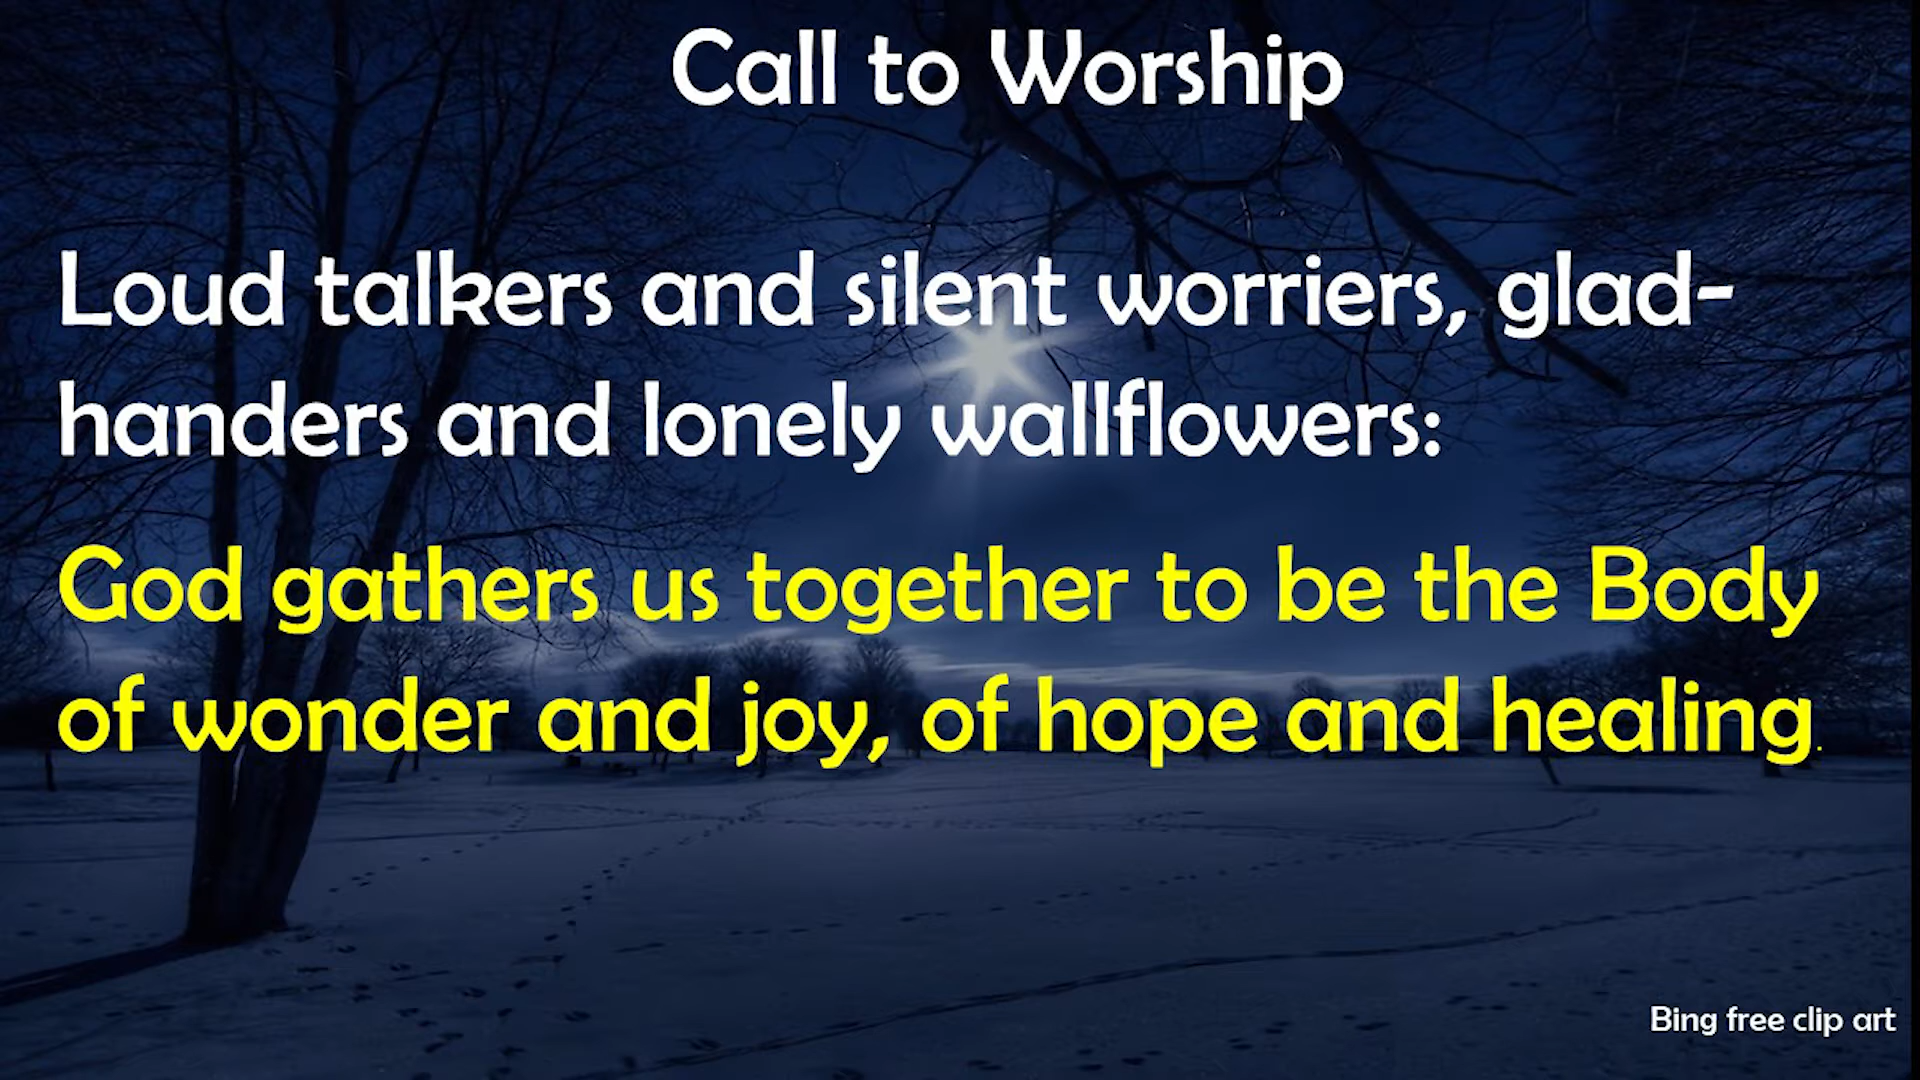 Call to Worship
Loud talkers and silent worriers, glad-
handers and lonely wallflowers:
God gathers us together to be the Body
of wonder and joy, of hope and healing.
Bing free clip art